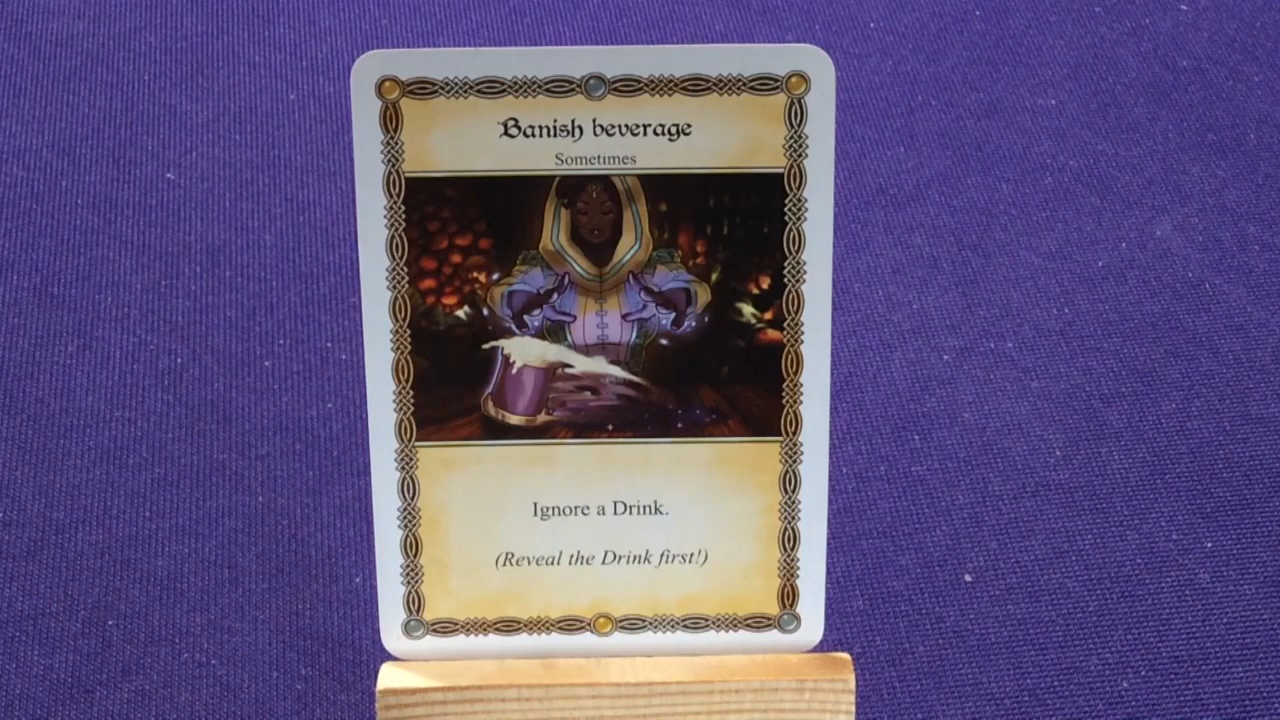 Banish beverage
Sometimes
Ignore a Drink.
(Reveal the Drink first!)